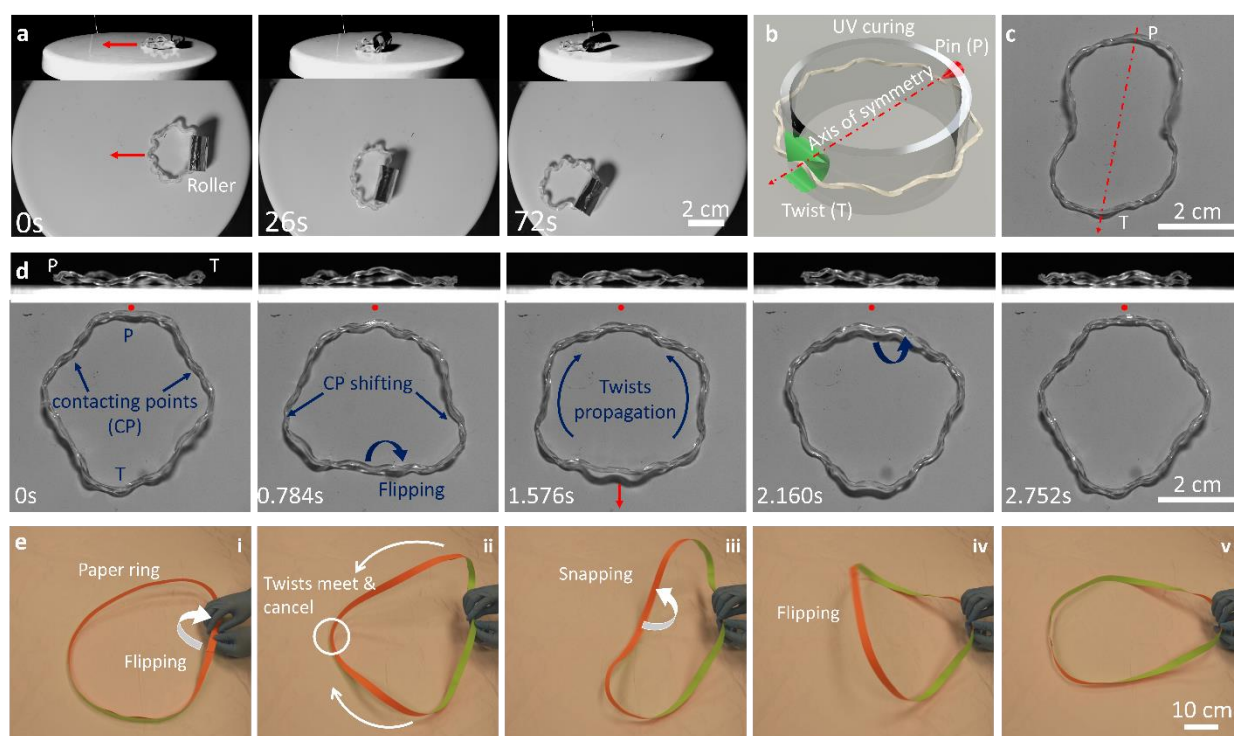 a
Roller
0s
26s
72s
2 cm
b
UV curing
Pin (P)
Axis of symmetry
Twist (T)
c
P
T
2 cm
d
P
T
P
contacting points
(CP)
T
0s
CP shifting
Flipping
0.784s
Twists
propagation
1.576s
2.160s
2.752s
2 cm
e
i
Paper ring
Flipping
ii
Twists meet &
cancel
iii
Snapping
iv
Flipping
v
10 cm